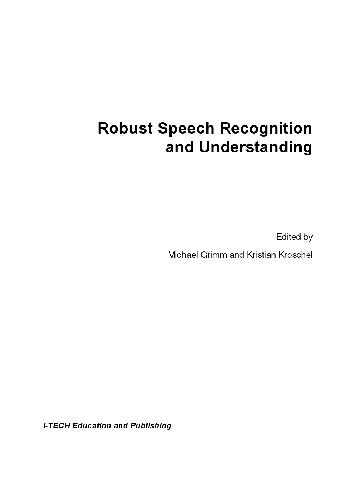 Robust Speech Recognition
and Understanding
Edited by
Michael Grimm and Kristian Kroschel
I-TECH Education and Publishing